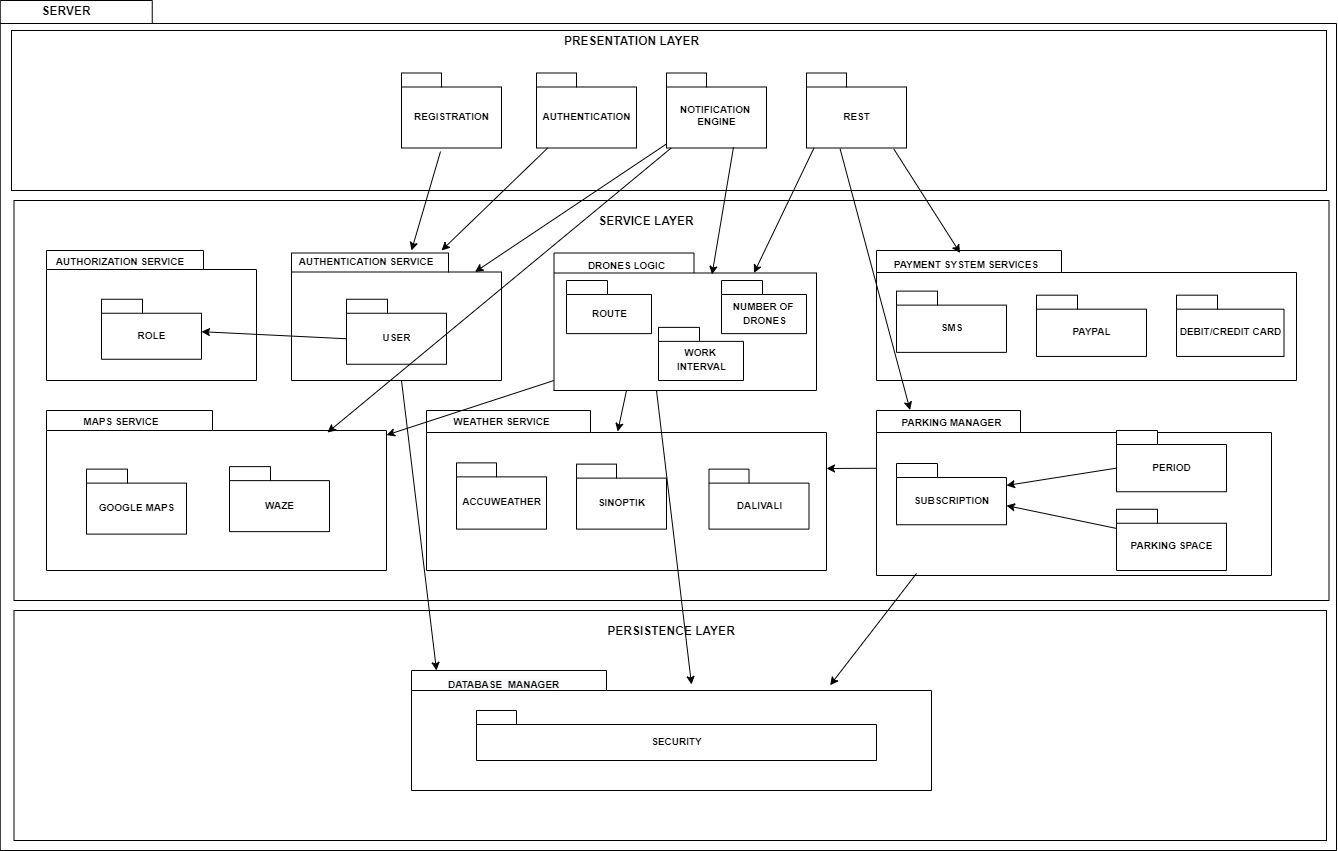 SERVER
PRESENTATION LAYER
REGISTRATION
AUTHENTICATION
NOTIFICATION
ENGINE
REST
SERVICE LAYER
AUTHORIZATION SERVICE
ROLE
AUTHENTICATION SERVICE
USER
DRONES LOGIC
ROUTE
NUMBER OF
DRONES
WORK
INTERVAL
PAYMENT SYSTEM SERVICES
SMS
PAYPAL
DEBIT/CREDIT CARD
MAPS SERVICE
GOOGLE MAPS
WAZE
WEATHER SERVICE
ACCUWEATHER
SINOPTIK
DALIVALI
PARKING MANAGER
SUBSCRIPTION
PERIOD
PARKING SPACE
PERSISTENCE LAYER
DATABASE MANAGER
SECURITY